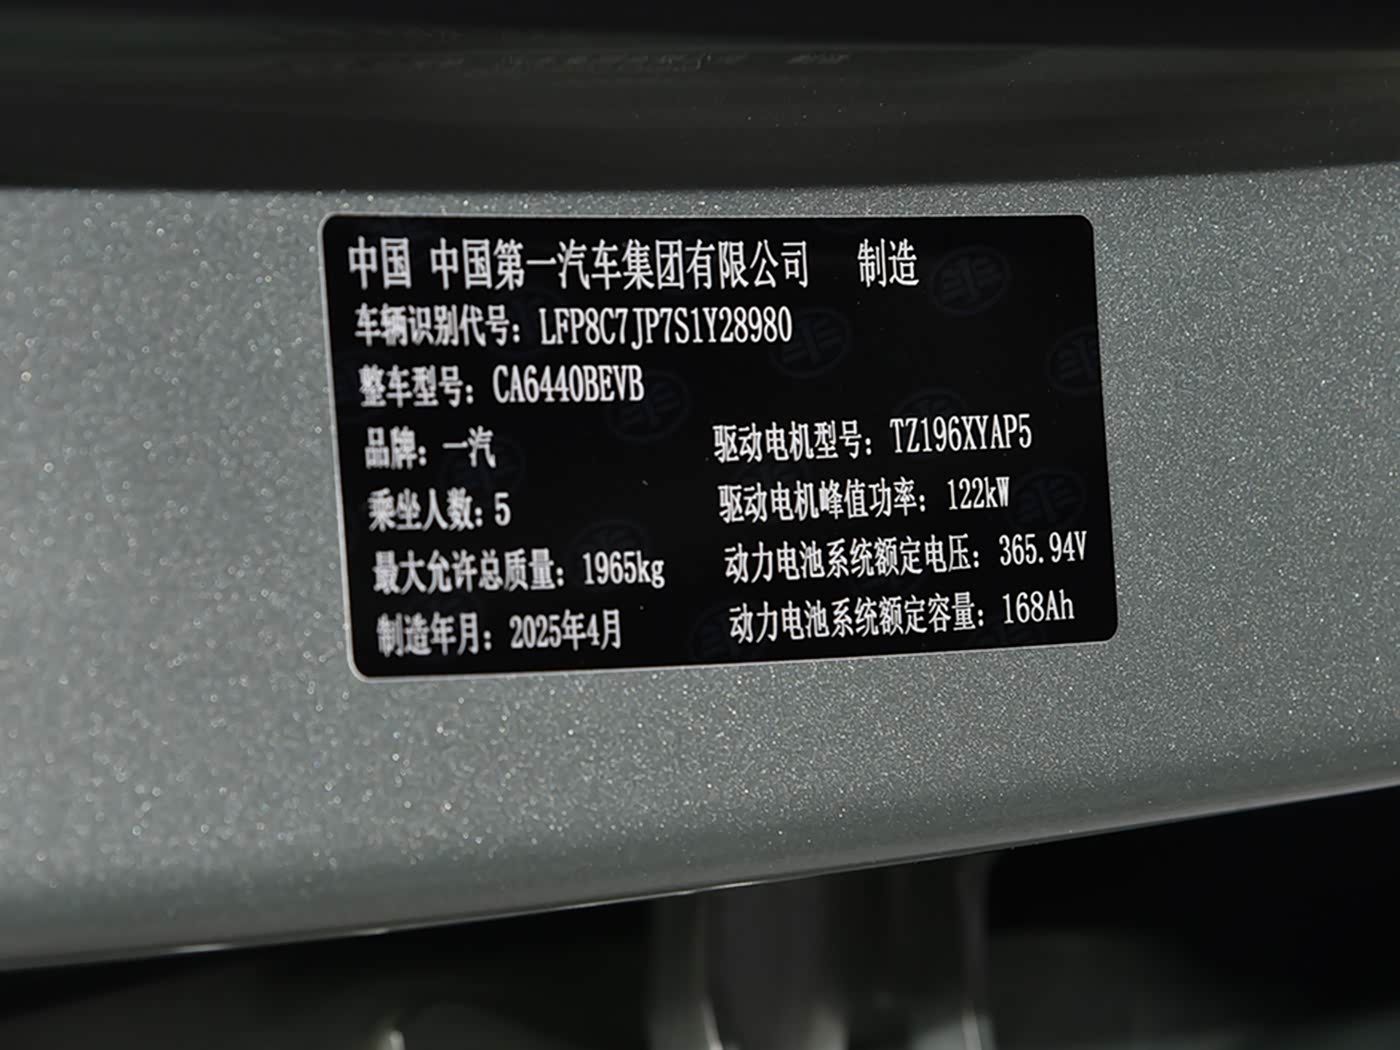 中国 中国第一汽车集团有限公司 制造
车辆识别代号：LFP8C7JP7S1Y28980
整车型号：CA6440BEVB
品牌：一汽 驱动电机型号：TZ196XYAP5
乘坐人数：5 驱动电机峰值功率：122kW
最大允许总质量：1965kg 动力电池系统额定电压：365.94V
制造年月：2025年4月 动力电池系统额定容量：168Ah